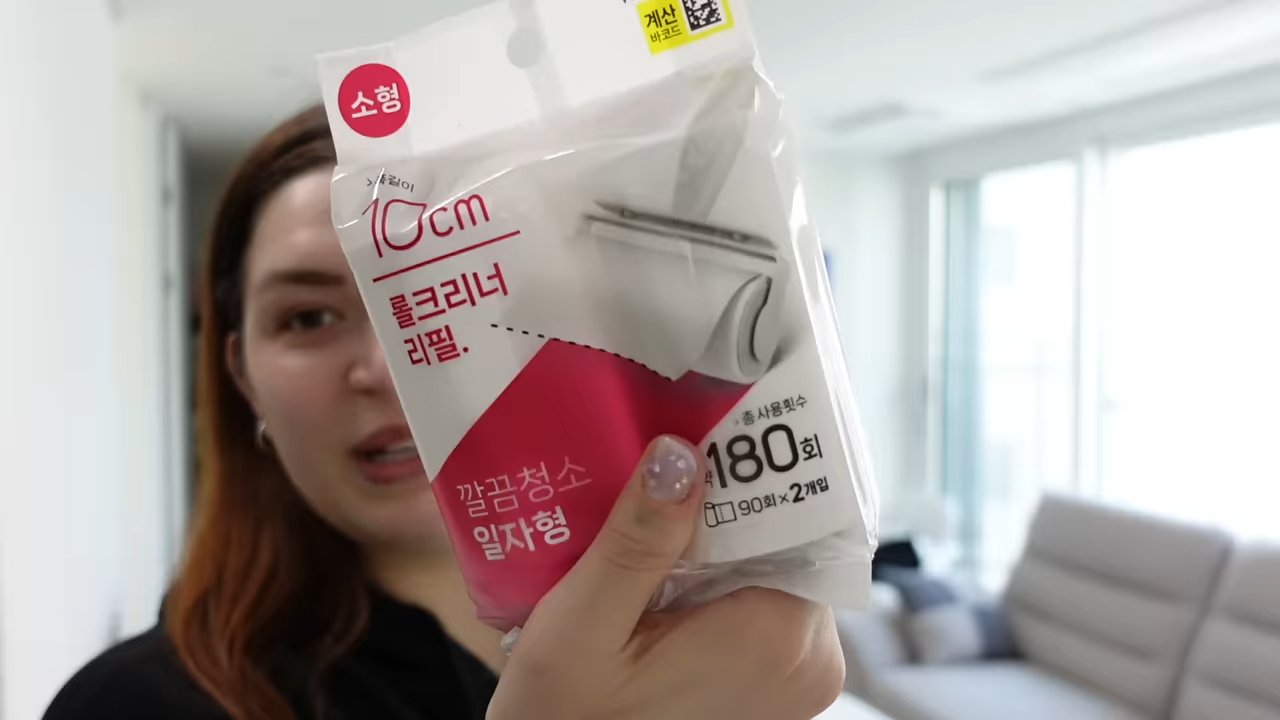 계산
바코드
소형
10cm
롤크리너
리필.
깔끔청소
일자형
총 사용횟수
약180회
90회×2개입